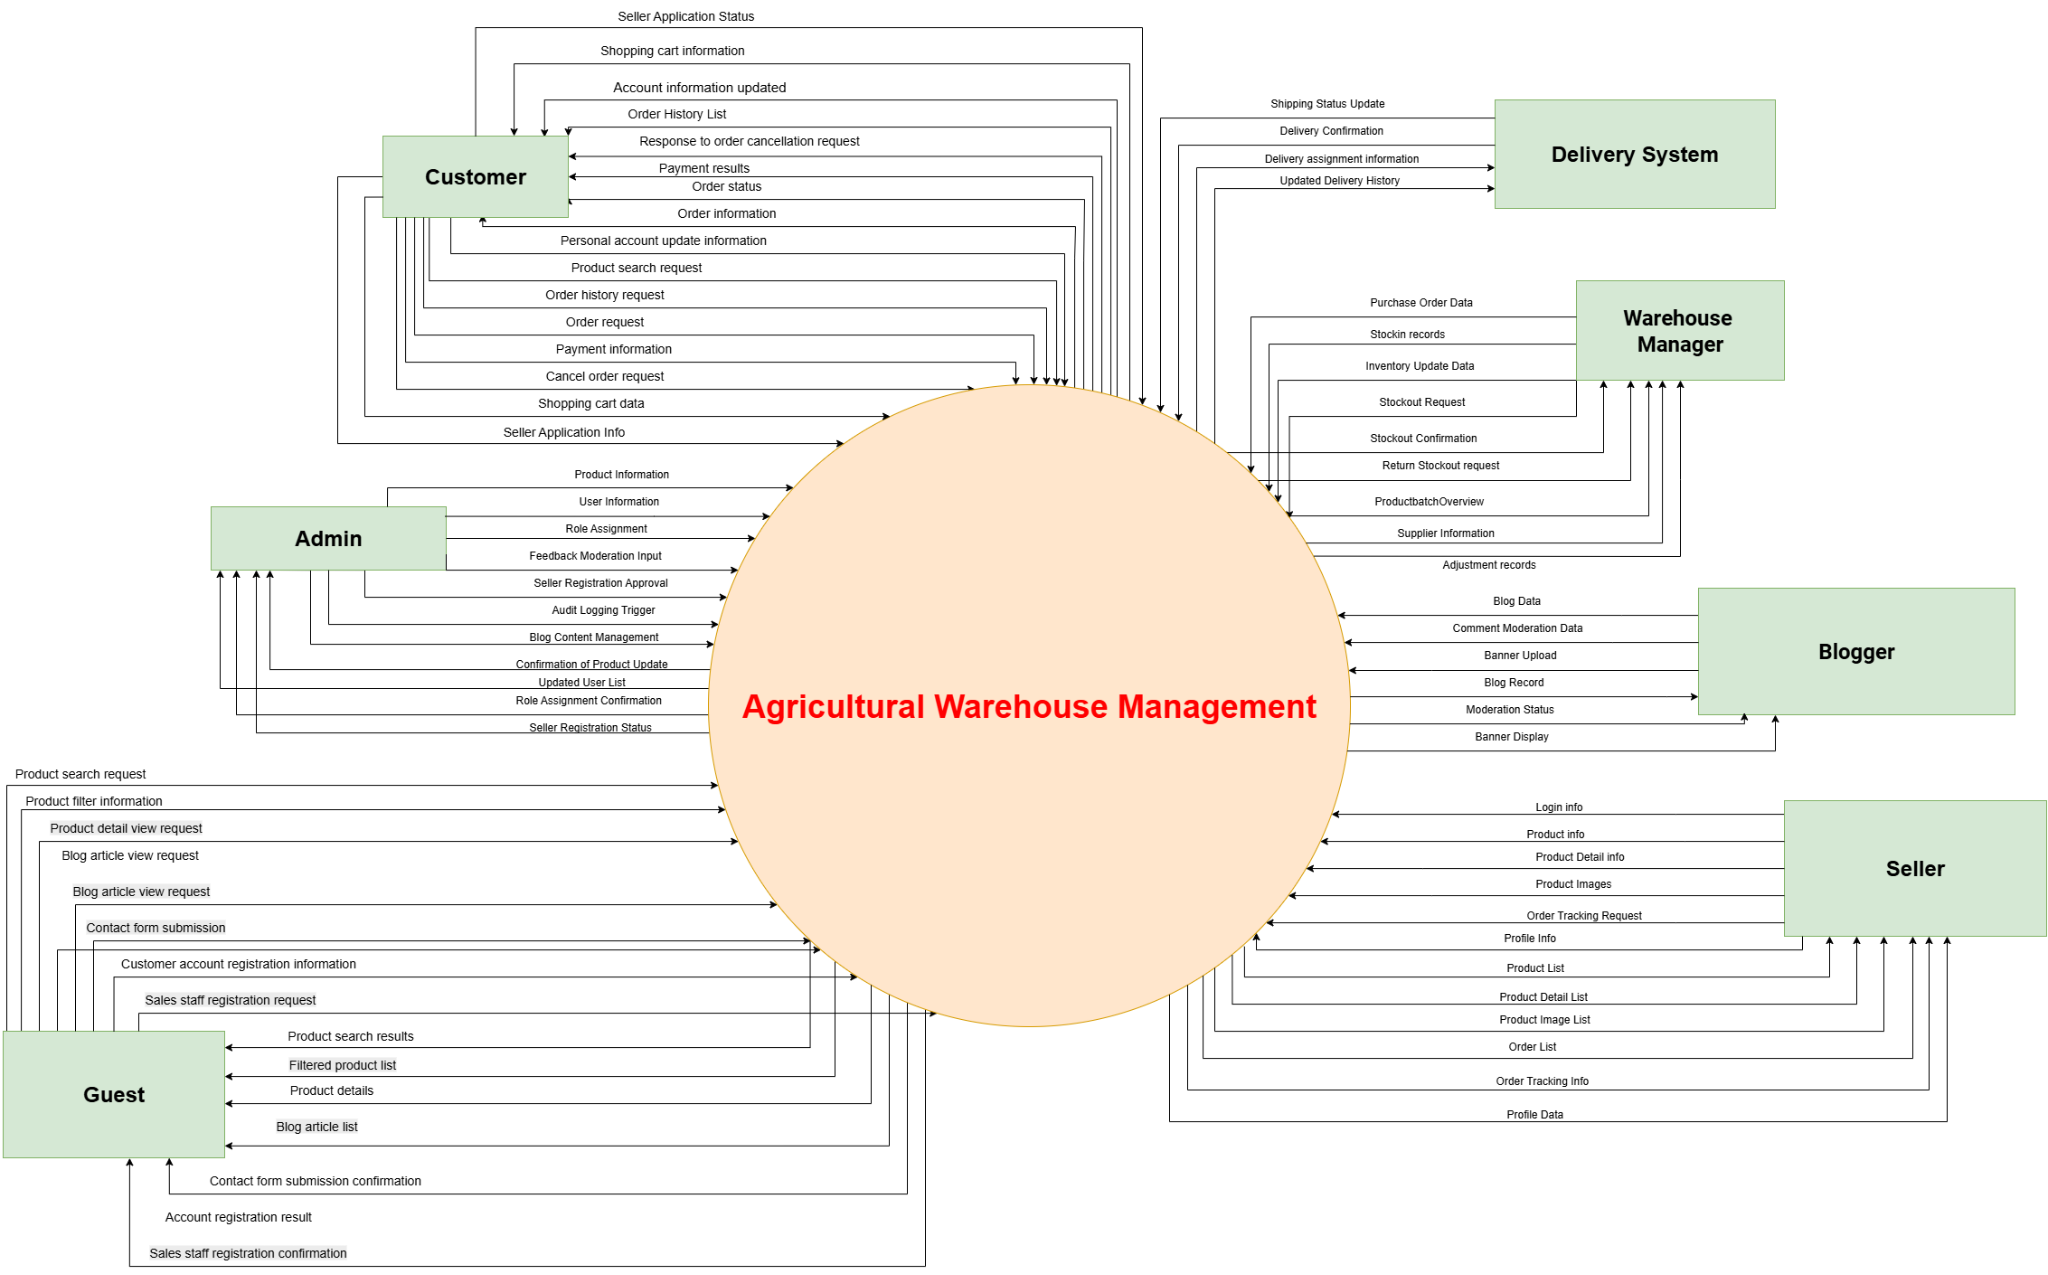 Seller Application Status
Shopping cart information
Account information updated
Order History List
Response to order cancellation request
Payment results
Order status
Order information
Personal account update information
Product search request
Order history request
Order request
Payment information
Cancel order request
Shopping cart data
Seller Application Info
Customer
Shipping Status Update
Delivery Confirmation
Delivery assignment information
Updated Delivery History
Delivery System
Purchase Order Data
Stockin records
Inventory Update Data
Stockout Request
Stockout Confirmation
Return Stockout request
ProductbatchOverview
Supplier Information
Adjustment records
Warehouse
Manager
Product Information
User Information
Role Assignment
Feedback Moderation Input
Seller Registration Approval
Audit Logging Trigger
Blog Content Management
Confirmation of Product Update
Updated User List
Role Assignment Confirmation
Seller Registration Status
Admin
Agricultural Warehouse Management
Blog Data
Comment Moderation Data
Banner Upload
Blog Record
Moderation Status
Banner Display
Blogger
Product search request
Product filter information
Product detail view request
Blog article view request
Blog article view request
Contact form submission
Customer account registration information
Sales staff registration request
Product search results
Filtered product list
Product details
Blog article list
Contact form submission confirmation
Account registration result
Sales staff registration confirmation
Guest
Login info
Product info
Product Detail info
Product Images
Order Tracking Request
Profile Info
Product List
Product Detail List
Product Image List
Order List
Order Tracking Info
Profile Data
Seller